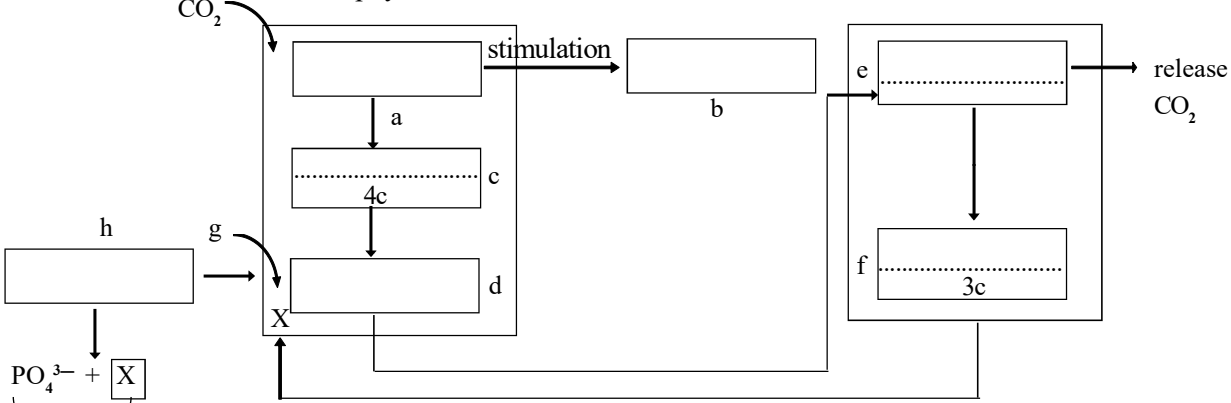 CO₂
stimulation
e
release
CO₂
b
a
c
4c
h
g
d
f
3c
X
PO₄³⁻ + X